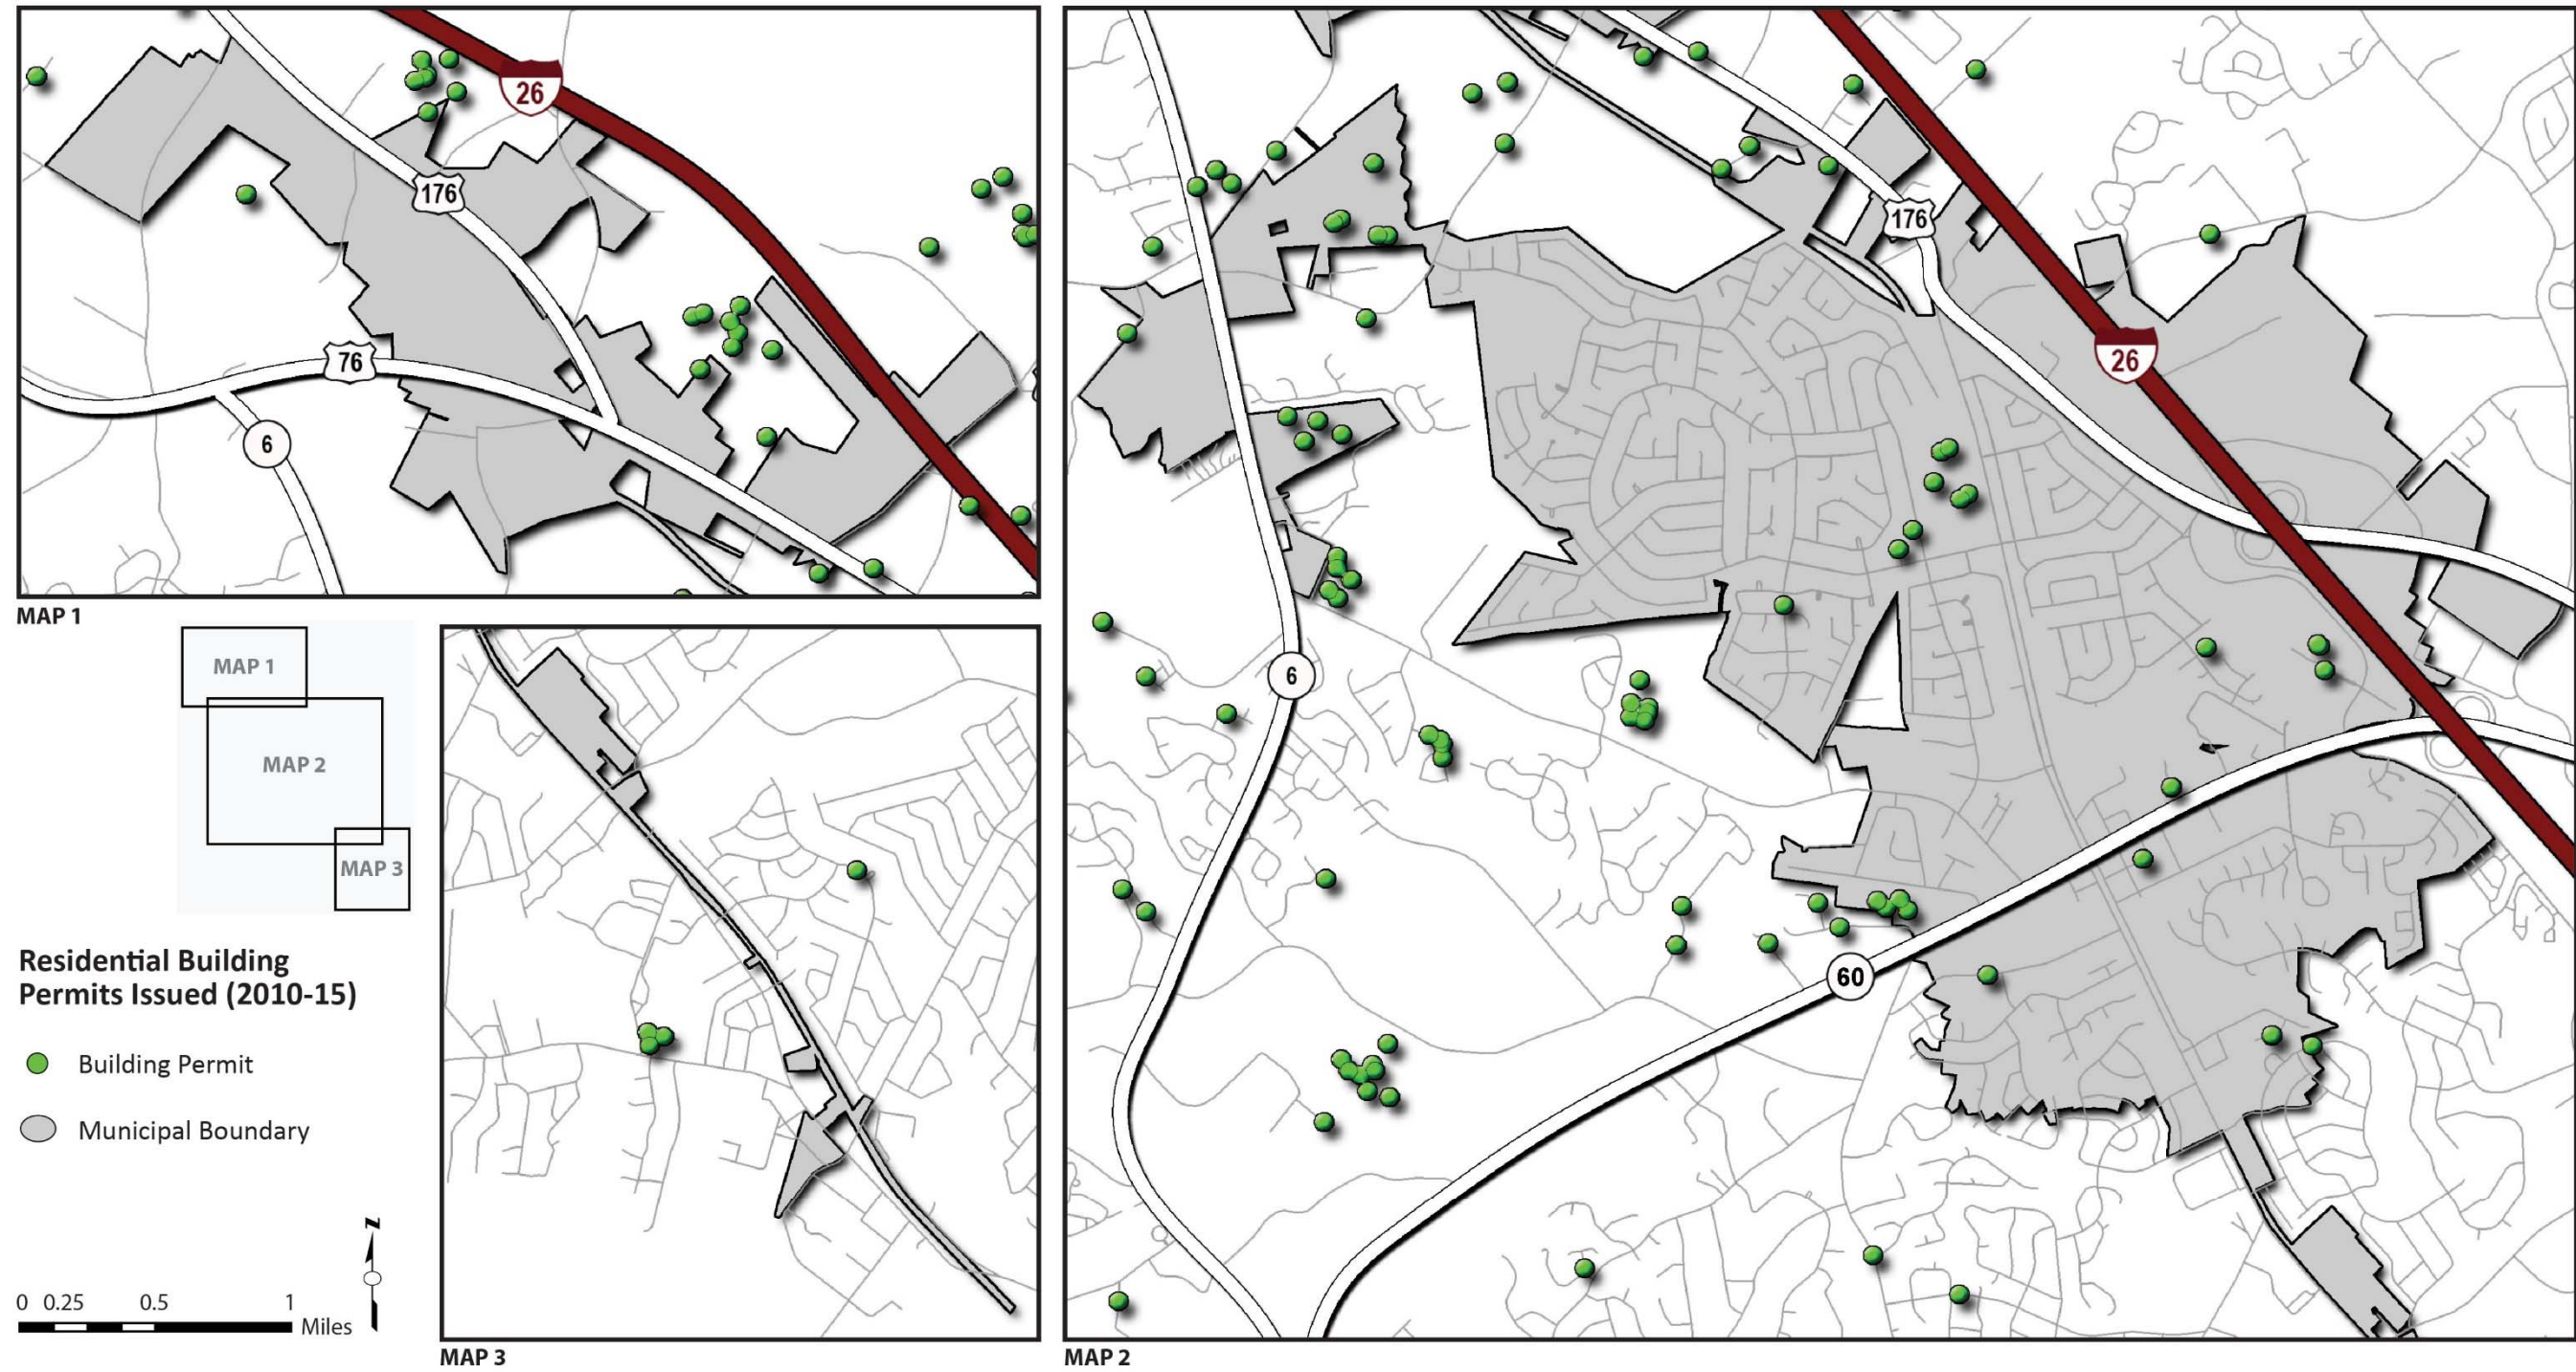 26
176
76
6
MAP 1
MAP 1
MAP 2
MAP 3
Residential Building
Permits Issued (2010-15)
Building Permit
Municipal Boundary
0 0.25 0.5 1
Miles
N
MAP 3
176
26
6
60
MAP 2